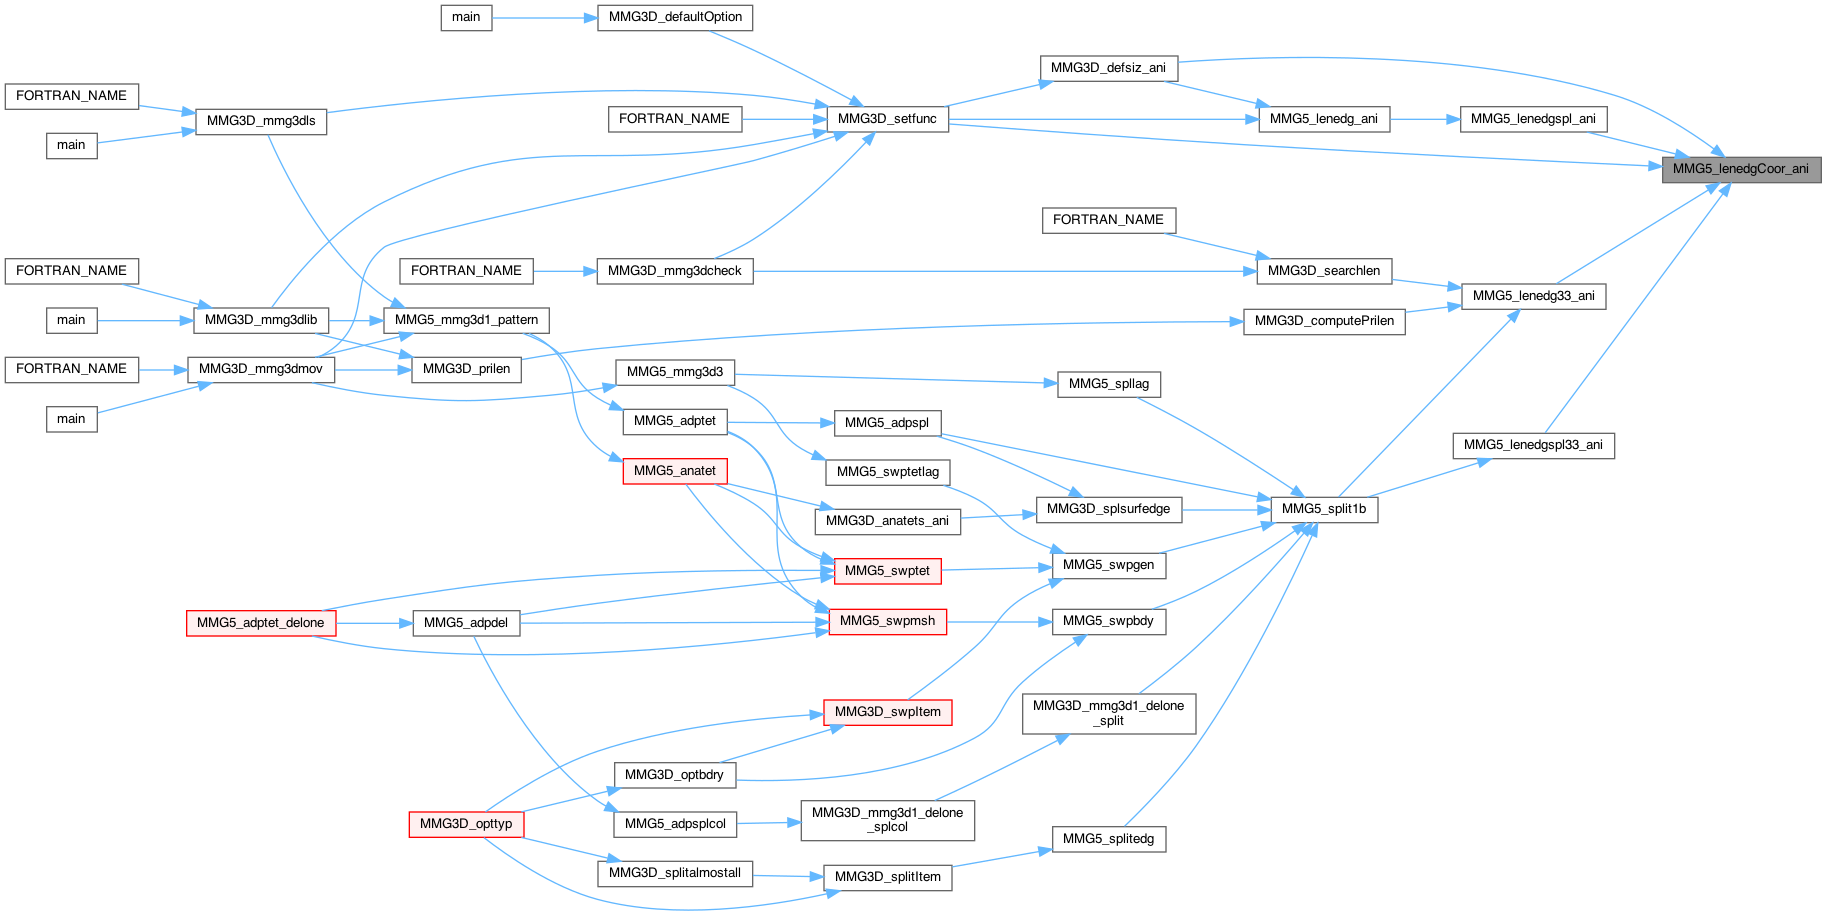 main
MMG3D_defaultOption
MMG3D_defsiz_ani
FORTRAN_NAME
MMG3D_mmg3dls
FORTRAN_NAME
MMG3D_setfunc
MMG5_lenedg_ani
MMG5_lenedgspl_ani
main
MMG5_lenedgCoor_ani
FORTRAN_NAME
FORTRAN_NAME
FORTRAN_NAME
MMG3D_mmg3dcheck
MMG3D_searchlen
MMG5_lenedg33_ani
main
MMG3D_mmg3dlib
MMG5_mmg3d1_pattern
MMG3D_computePrilen
FORTRAN_NAME
MMG3D_mmg3dmov
MMG3D_prilen
MMG5_mmg3d3
MMG5_spllag
main
MMG5_adptet
MMG5_adpspl
MMG5_lenedgspl33_ani
MMG5_anatet
MMG5_swptetlag
MMG3D_anatets_ani
MMG3D_splsurfedge
MMG5_split1b
MMG5_swptet
MMG5_swpgen
MMG5_adptet_delone
MMG5_adpdel
MMG5_swpmsh
MMG5_swpbdy
MMG3D_swpItem
MMG3D_mmg3d1_delone
_split
MMG3D_optbdry
MMG3D_opttyp
MMG5_adpsplcol
MMG3D_mmg3d1_delone
_splcol
MMG5_splitedg
MMG3D_splitalmostall
MMG3D_splitItem